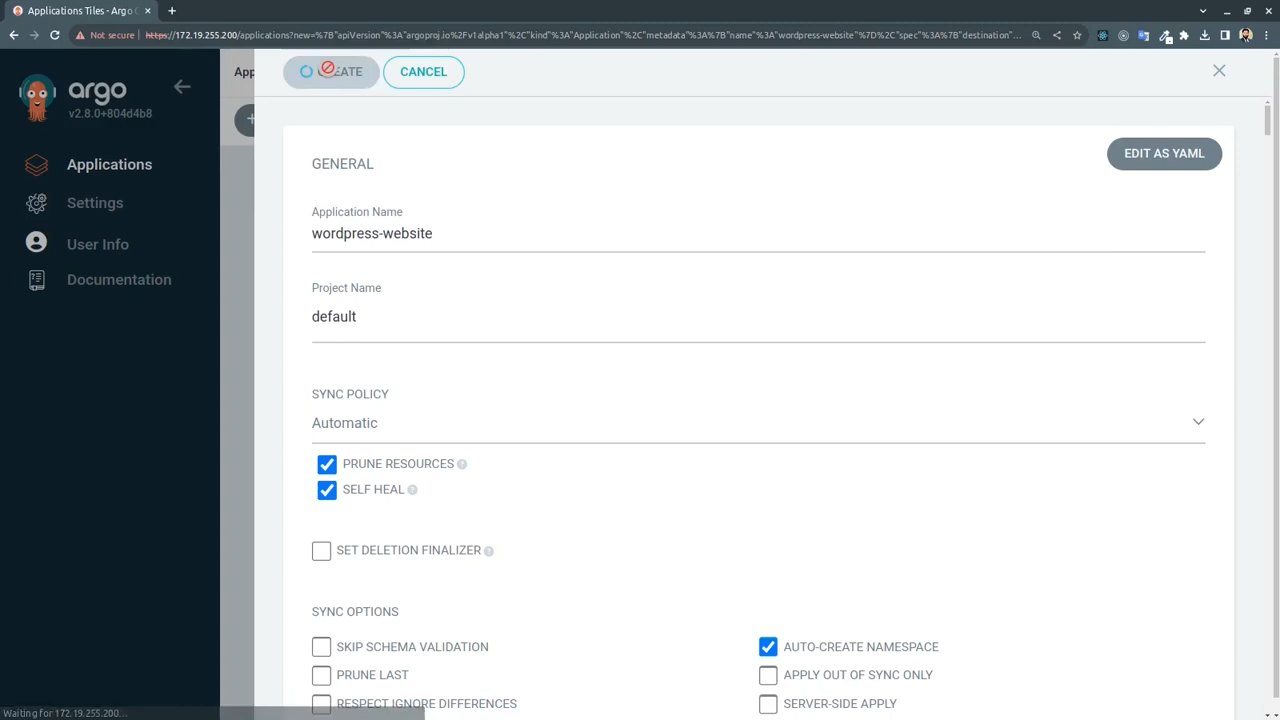 Applications Tiles - Argo C
Not secure
https://172.19.255.200/applications?new=%7B"apiVersion"%3A"argoproj.io%2Fv1alpha1"%2C"kind"%3A"Application"%2C"metadata"%3A%7B"name"%3A"wordpress-website"%7D%2C"spec"%3A%7B"destination"...
argo
v2.8.0+804d4b8
Applications
Settings
User Info
Documentation
App
CREATE
CANCEL
GENERAL
EDIT AS YAML
Application Name
wordpress-website
Project Name
default
SYNC POLICY
Automatic
PRUNE RESOURCES
SELF HEAL
SET DELETION FINALIZER
SYNC OPTIONS
SKIP SCHEMA VALIDATION
AUTO-CREATE NAMESPACE
PRUNE LAST
APPLY OUT OF SYNC ONLY
RESPECT IGNORE DIFFERENCES
SERVER-SIDE APPLY
Waiting for 172.19.255.200...